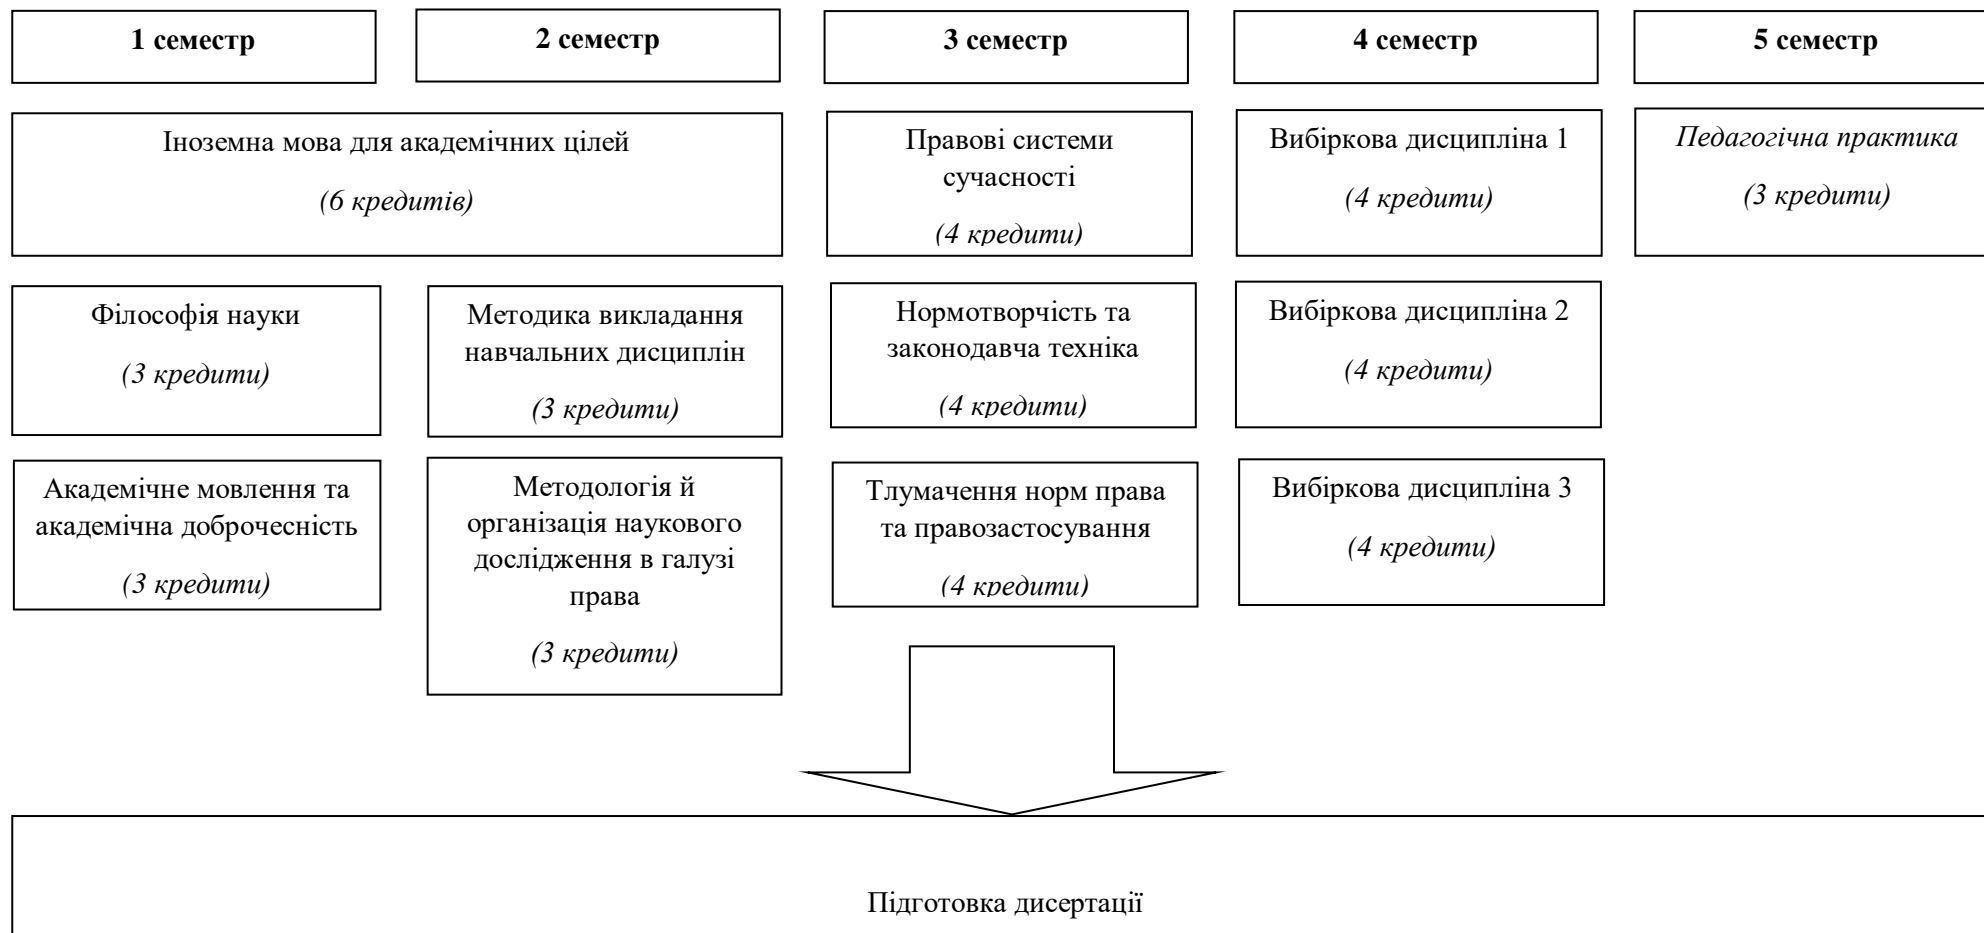 1 семестр
2 семестр
3 семестр
4 семестр
5 семестр
Іноземна мова для академічних цілей
(6 кредитів)
Правові системи
сучасності
(4 кредити)
Вибіркова дисципліна 1
(4 кредити)
Педагогічна практика
(3 кредити)
Філософія науки
(3 кредити)
Методика викладання
навчальних дисциплін
(3 кредити)
Нормотворчість та
законодавча техніка
(4 кредити)
Вибіркова дисципліна 2
(4 кредити)
Академічне мовлення та
академічна доброчесність
(3 кредити)
Методологія й
організація наукового
дослідження в галузі
права
(3 кредити)
Тлумачення норм права
та правозастосування
(4 кредити)
Вибіркова дисципліна 3
(4 кредити)
Підготовка дисертації